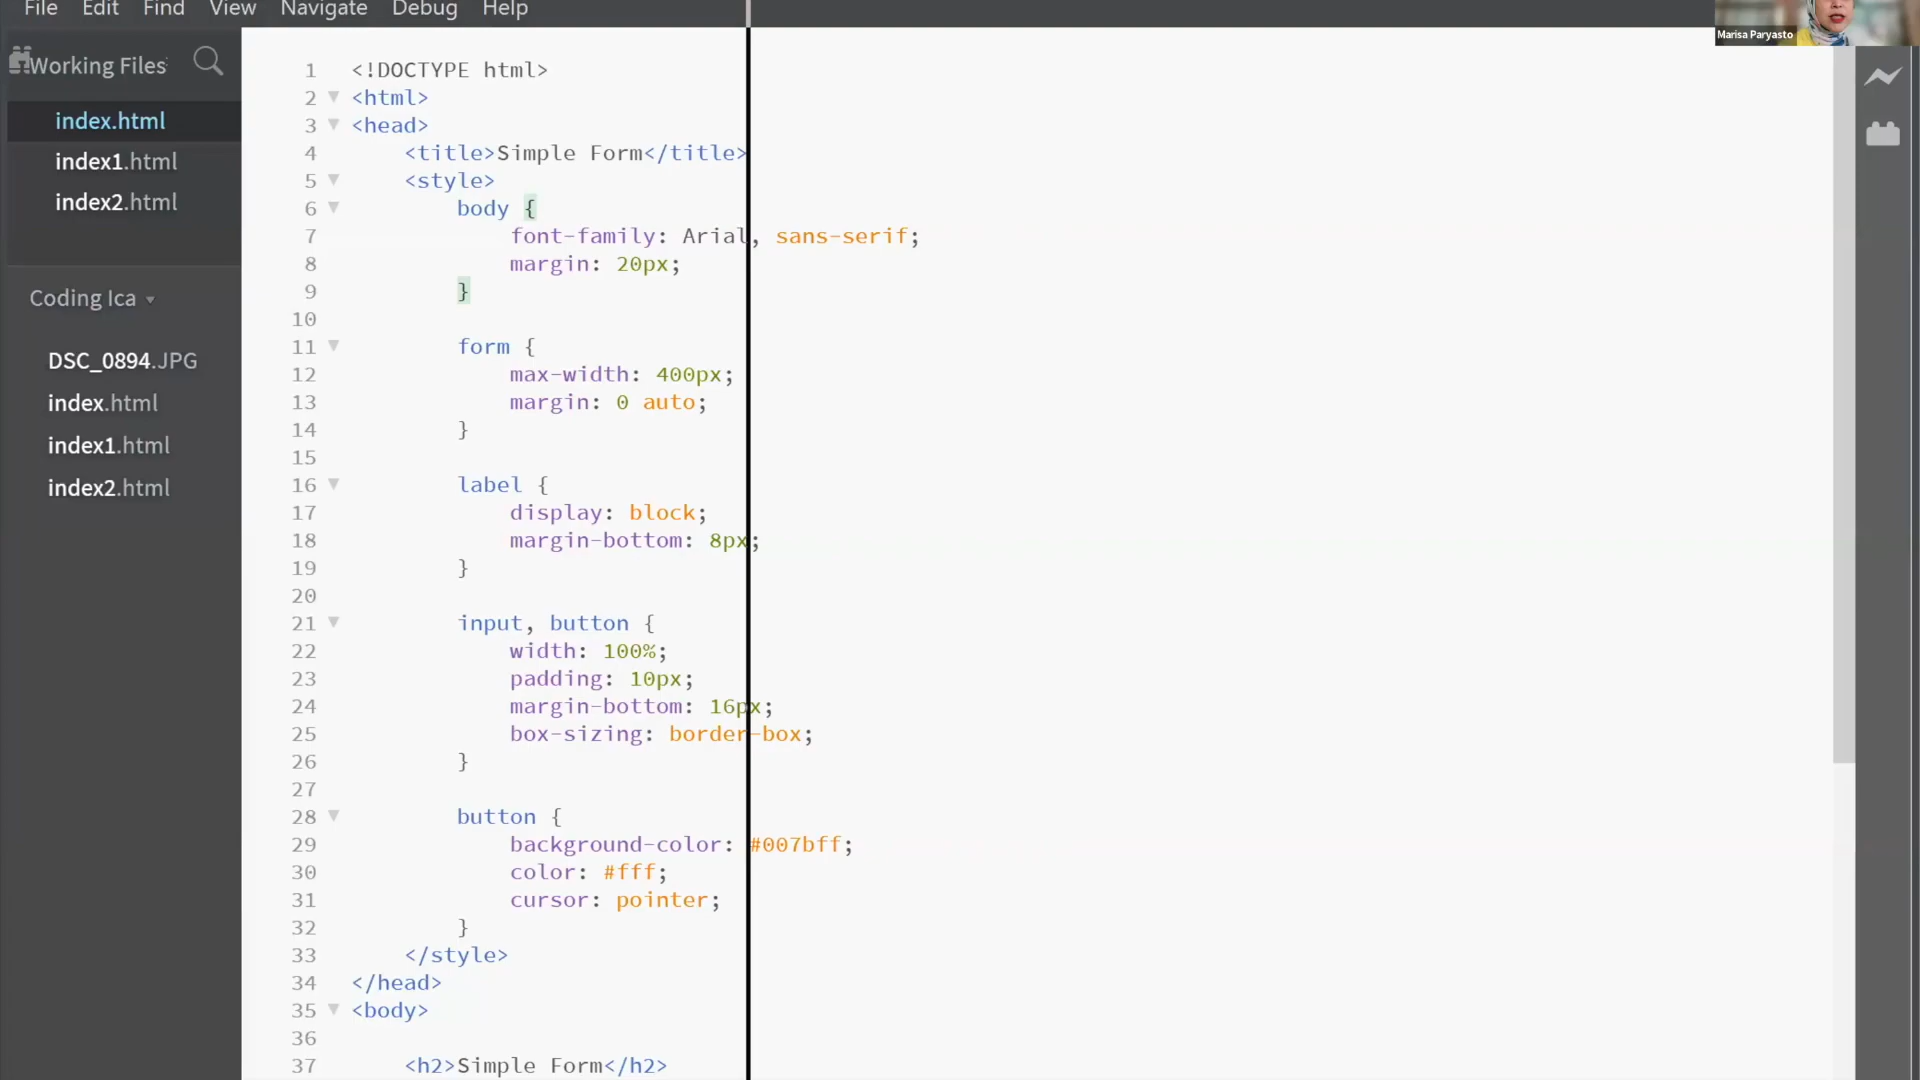 File Edit Find View Navigate Debug Help
Marisa Paryasto
Working Files
index.html
index1.html
index2.html
Coding Ica
DSC_0894.JPG
index.html
index1.html
index2.html
1 <!DOCTYPE html>
2 <html>
3 <head>
4 <title>Simple Form</title>
5 <style>
6 body {
7 font-family: Arial, sans-serif;
8 margin: 20px;
9 }
10
11 form {
12 max-width: 400px;
13 margin: 0 auto;
14 }
15
16 label {
17 display: block;
18 margin-bottom: 8px;
19 }
20
21 input, button {
22 width: 100%;
23 padding: 10px;
24 margin-bottom: 16px;
25 box-sizing: border-box;
26 }
27
28 button {
29 background-color: #007bff;
30 color: #fff;
31 cursor: pointer;
32 }
33 </style>
34 </head>
35 <body>
36
37 <h2>Simple Form</h2>